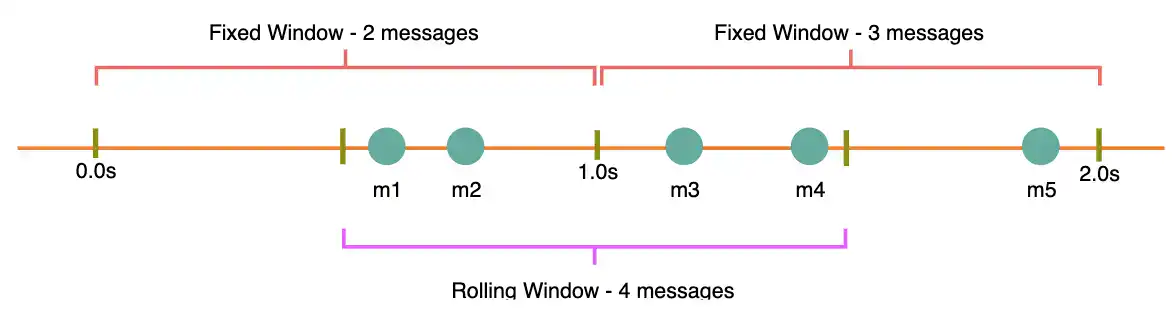 Fixed Window - 2 messages
Fixed Window - 3 messages
0.0s
1.0s
2.0s
m1
m2
m3
m4
m5
Rolling Window - 4 messages